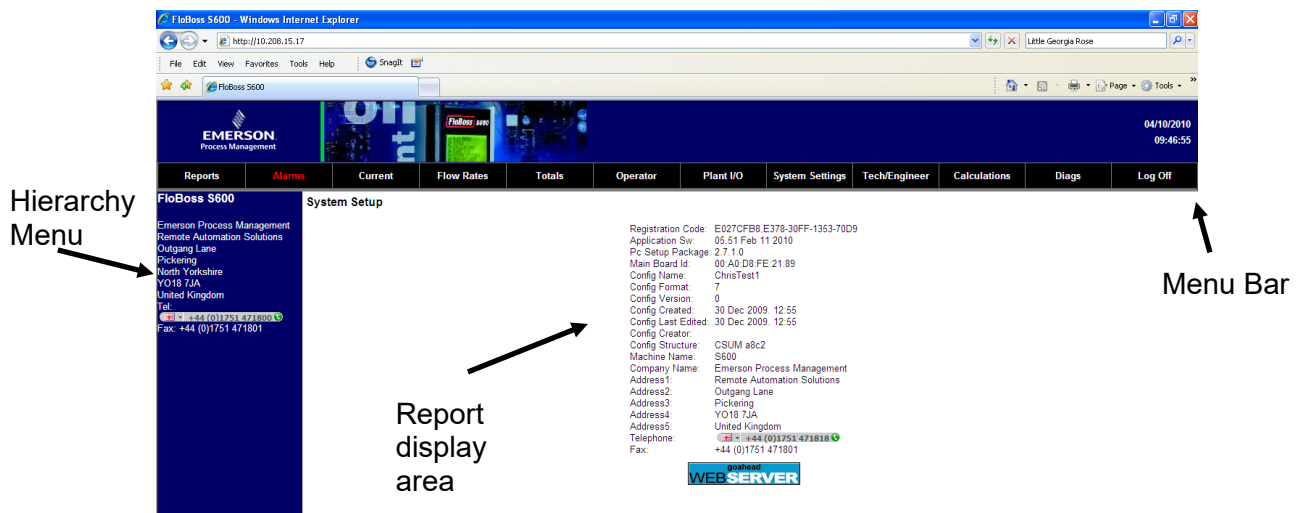 FloBoss S600 - Windows Internet Explorer
http://10.208.15.17
Little Georgia Rose
File Edit View Favorites Tools Help SnagIt
FloBoss S600
Page Tools
EMERSON.
Process Management
FloBoss S600
04/10/2010
09:46:55
Reports Alarms Current Flow Rates Totals Operator Plant I/O System Settings Tech/Engineer Calculations Diags Log Off
Hierarchy
Menu
FloBoss S600
Emerson Process Management
Remote Automation Solutions
Outgang Lane
Pickering
North Yorkshire
YO18 7JA
United Kingdom
Tel:
+44 (0)1751 471800
Fax: +44 (0)1751 471801
System Setup
Registration Code: E027CFB8,E378-30FF-1353-70D9
Application Sw: 05.51 Feb 11 2010
Pc Setup Package: 2.7.1.0
Main Board Id: 00:A0:D8:FE:21:89
Config Name: ChrisTest1
Config Format: 7
Config Version: 0
Config Created: 30 Dec 2009. 12:55
Config Last Edited: 30 Dec 2009. 12:55
Config Creator:
Config Structure: CSUM a8c2
Machine Name: S600
Company Name: Emerson Process Management
Address1: Remote Automation Solutions
Address2: Outgang Lane
Address3: Pickering
Address4: YO18 7JA
Address5: United Kingdom
Telephone: +44 (0)1751 471818
Fax: +44 (0)1751 471801
goahead
WEBSERVER
Menu Bar
Report
display
area